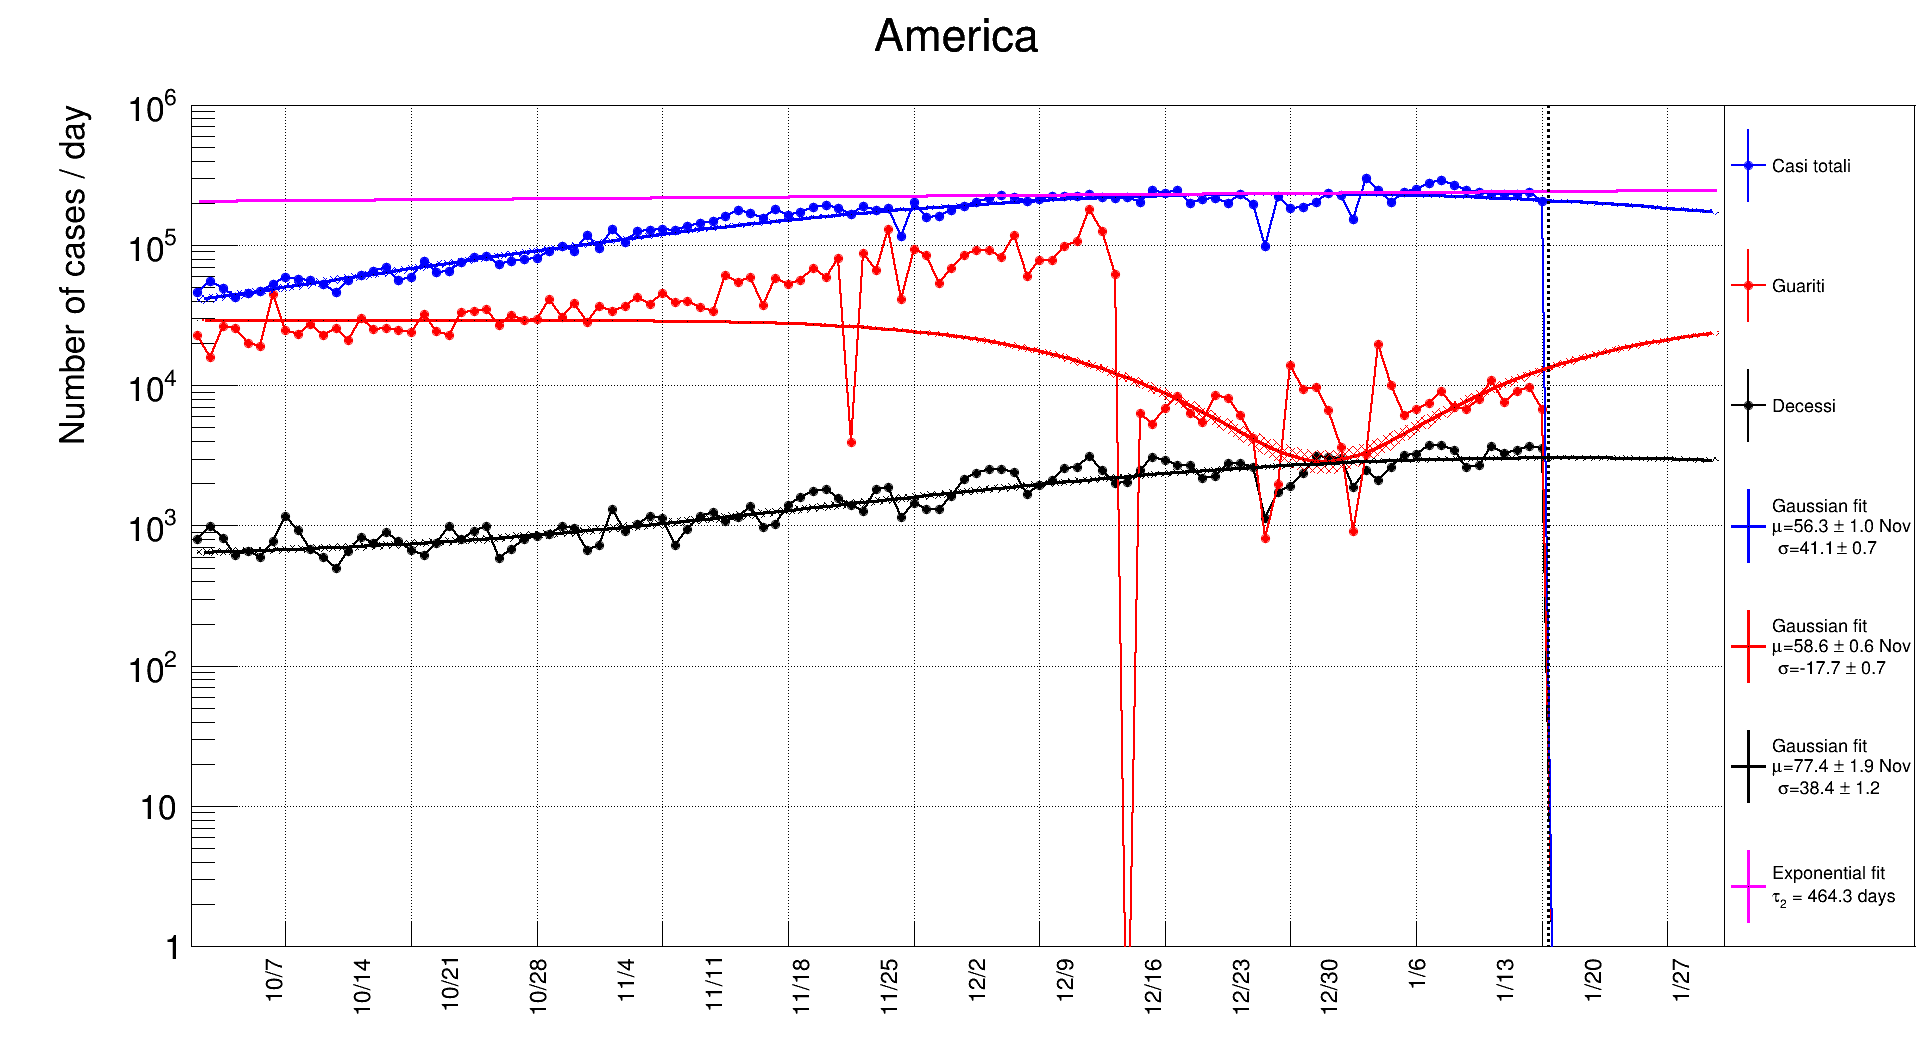 America
Number of cases / day
10^6
10^5
10^4
10^3
10^2
10
1
10/7
10/14
10/21
10/28
11/4
11/11
11/18
11/25
12/2
12/9
12/16
12/23
12/30
1/6
1/13
1/20
1/27
Casi totali
Guariti
Decessi
Gaussian fit
μ=56.3 ± 1.0 Nov
σ=41.1 ± 0.7
Gaussian fit
μ=58.6 ± 0.6 Nov
σ=-17.7 ± 0.7
Gaussian fit
μ=77.4 ± 1.9 Nov
σ=38.4 ± 1.2
Exponential fit
τ₂ = 464.3 days